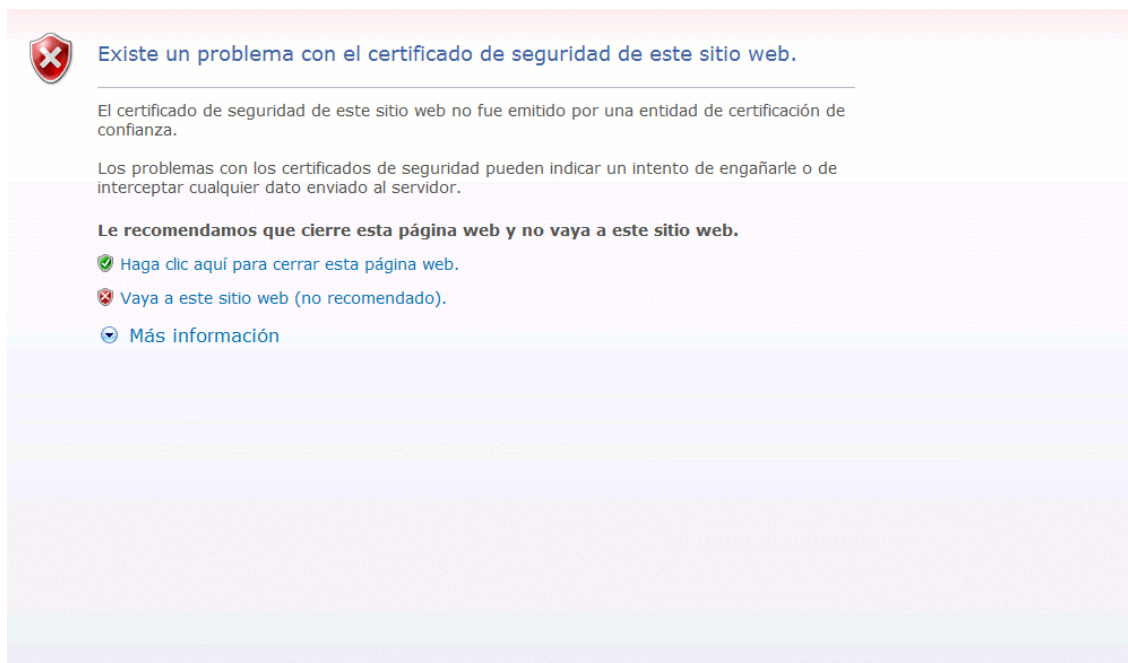 Existe un problema con el certificado de seguridad de este sitio web.
El certificado de seguridad de este sitio web no fue emitido por una entidad de certificación de
confianza.
Los problemas con los certificados de seguridad pueden indicar un intento de engañarle o de
interceptar cualquier dato enviado al servidor.
Le recomendamos que cierre esta página web y no vaya a este sitio web.
Haga clic aquí para cerrar esta página web.
Vaya a este sitio web (no recomendado).
Más información